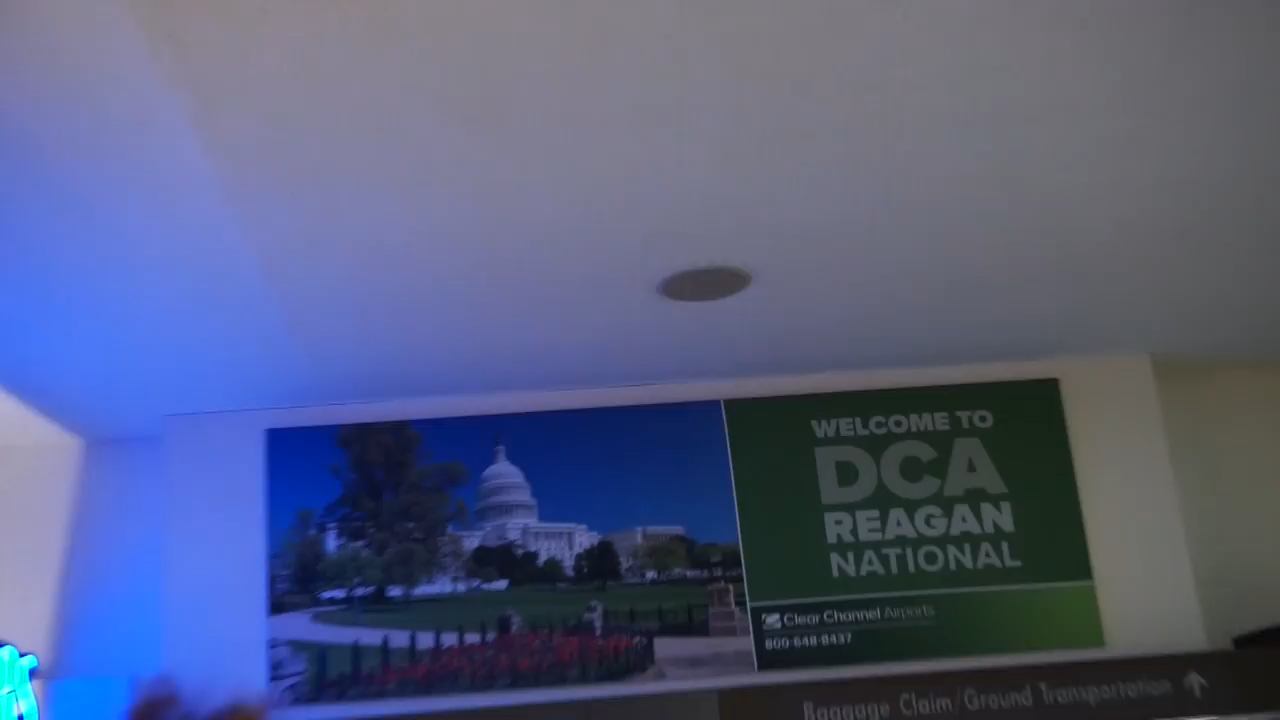 WELCOME TO
DCA
REAGAN
NATIONAL
Clear Channel Airports
800-648-8437
Baggage Claim/Ground Transportation ↑